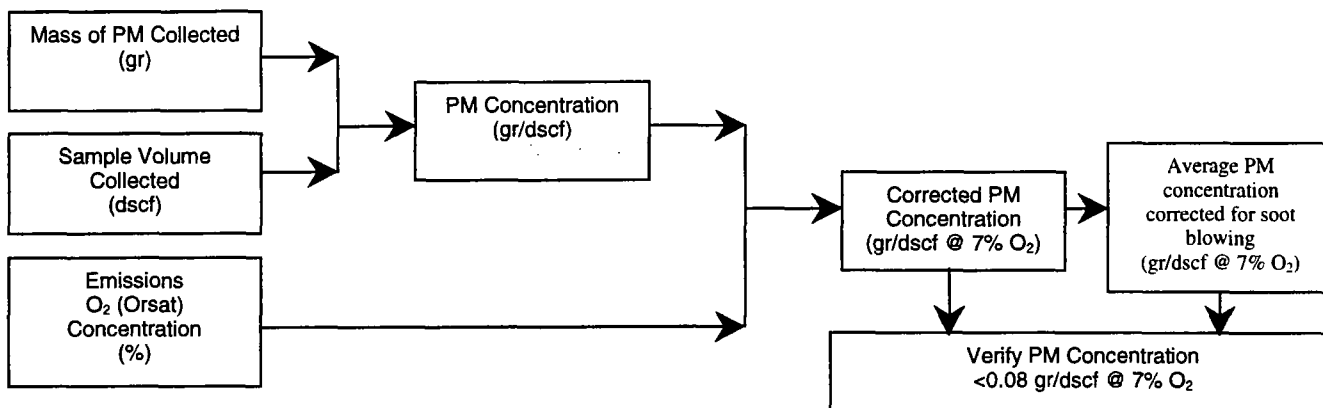 Mass of PM Collected
(gr)
Sample Volume
Collected
(dscf)
Emissions
O₂ (Orsat)
Concentration
(%)
PM Concentration
(gr/dscf)
Corrected PM
Concentration
(gr/dscf @ 7% O₂)
Average PM
concentration
corrected for soot
blowing
(gr/dscf @ 7% O₂)
Verify PM Concentration
<0.08 gr/dscf @ 7% O₂